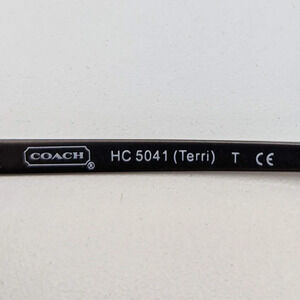 COACH® HC 5041 (Terri) T CE